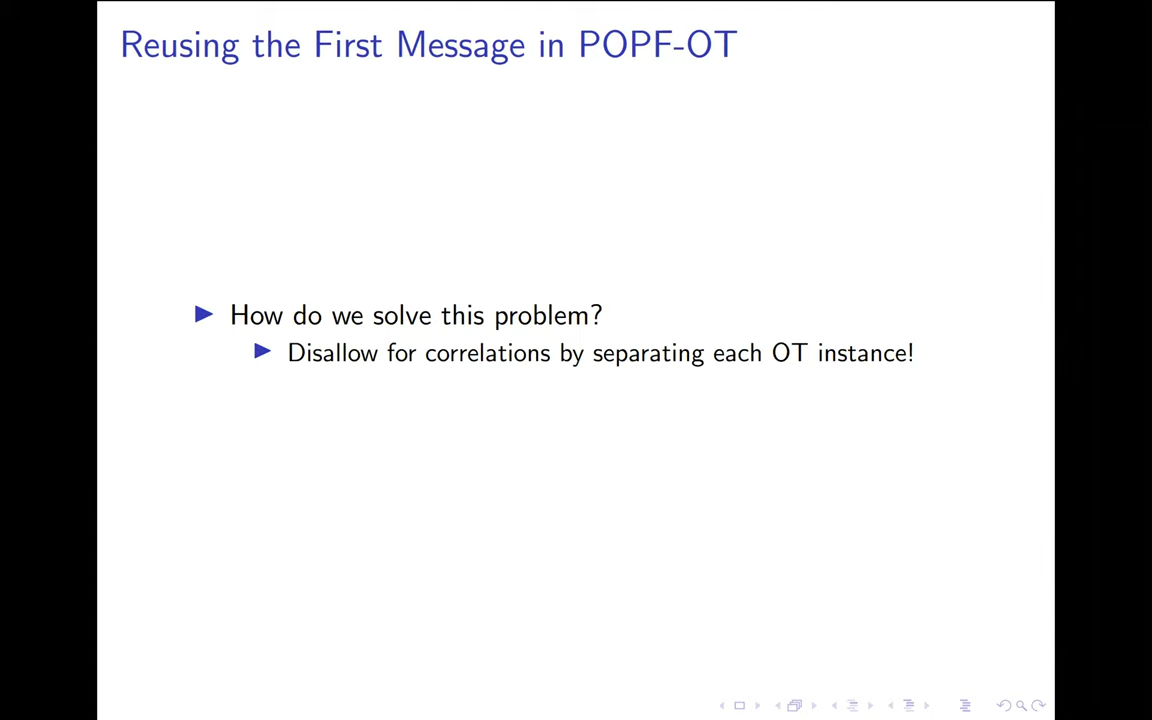 Reusing the First Message in POPF-OT
How do we solve this problem?
Disallow for correlations by separating each OT instance!